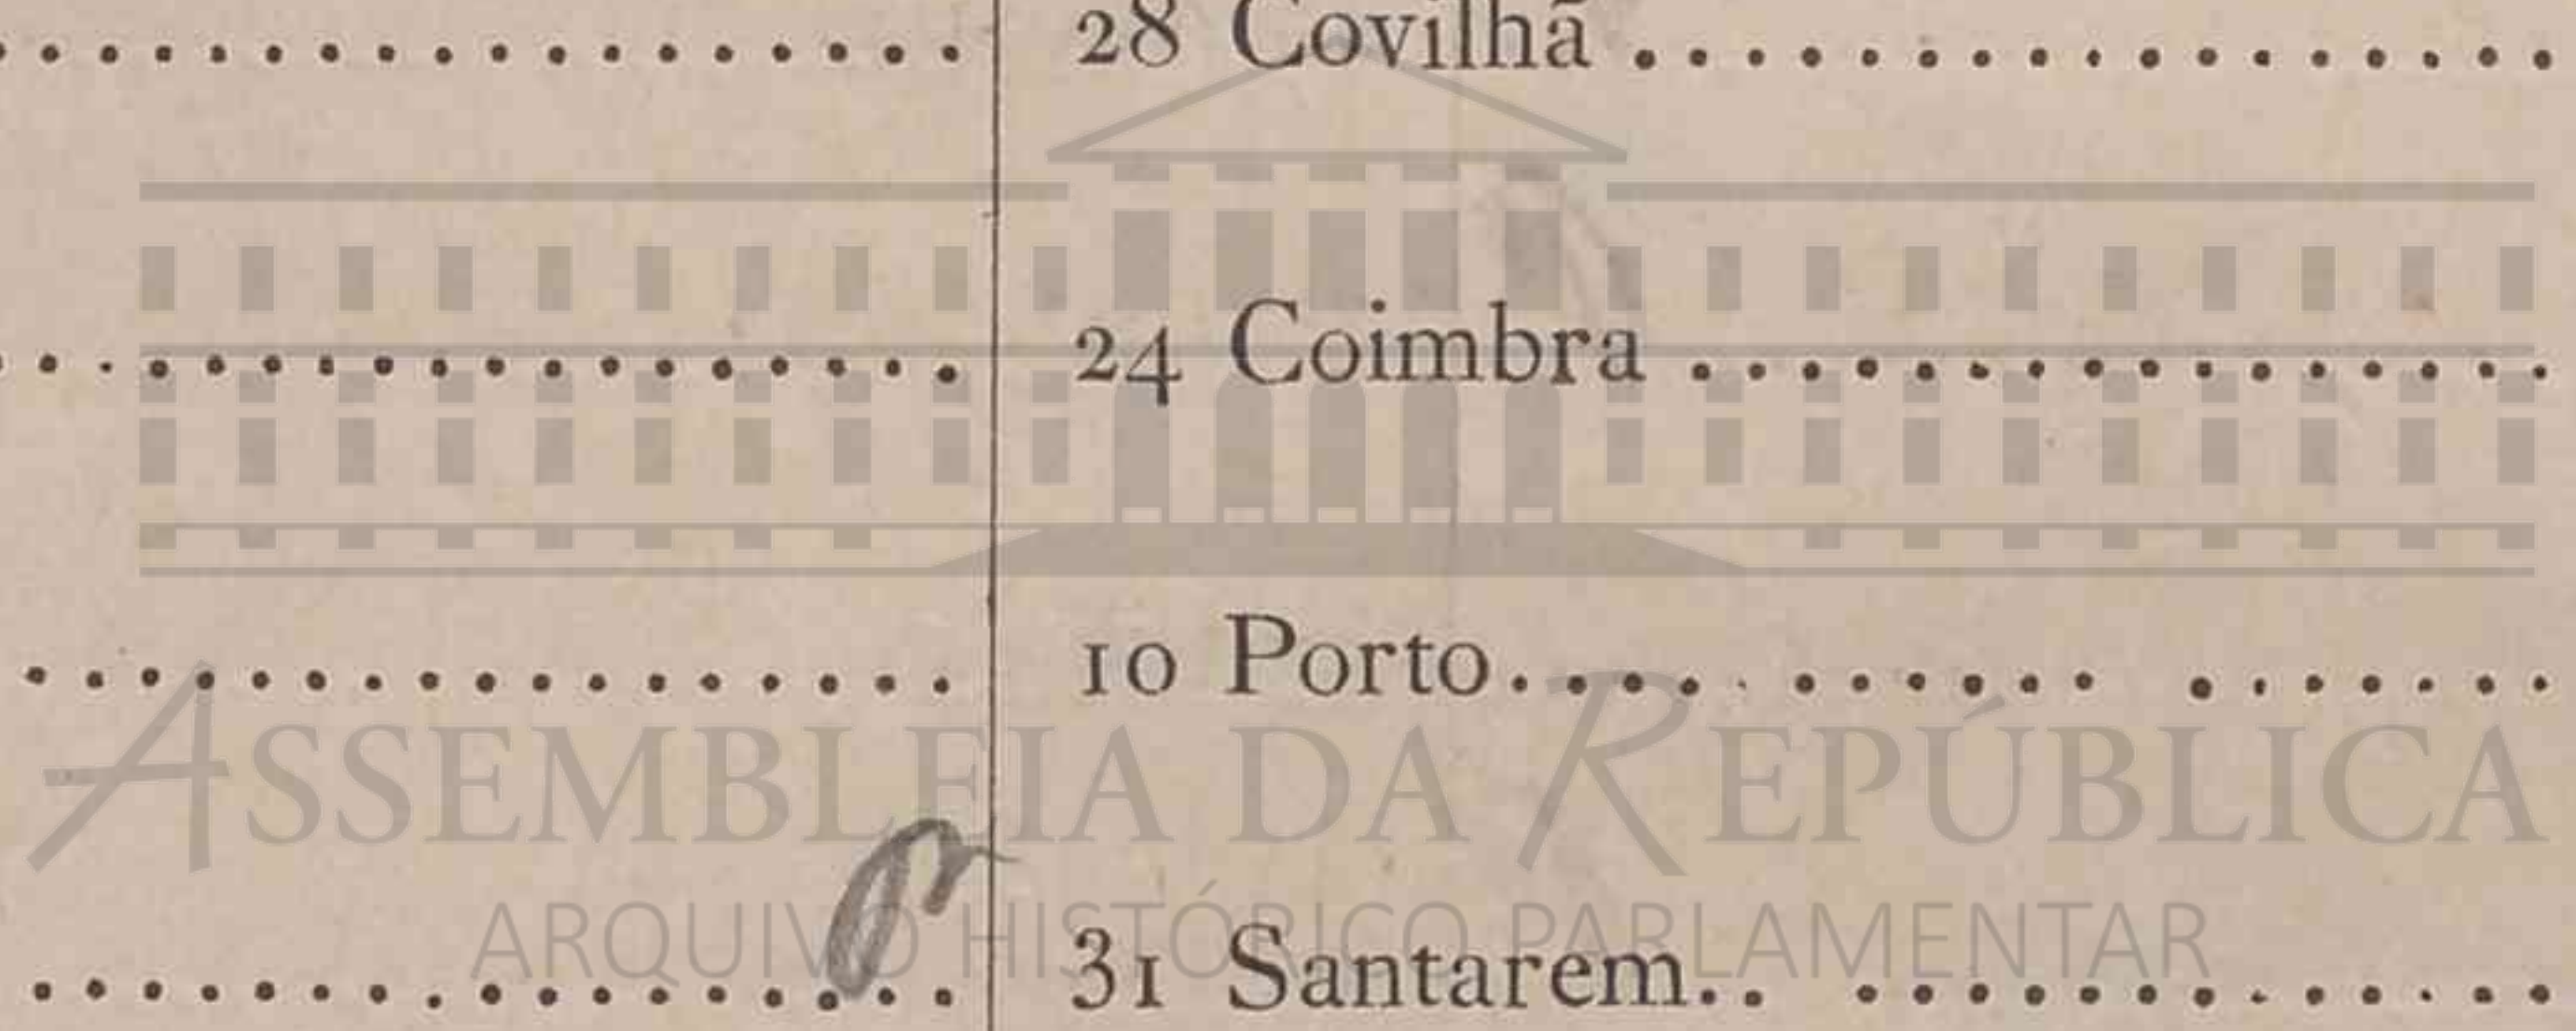 28 Covilhã ..................
24 Coimbra ................
10 Porto..................
ASSEMBLEIA DA REPÚBLICA
ARQUIVO HISTÓRICO PARLAMENTAR
31 Santarem...............